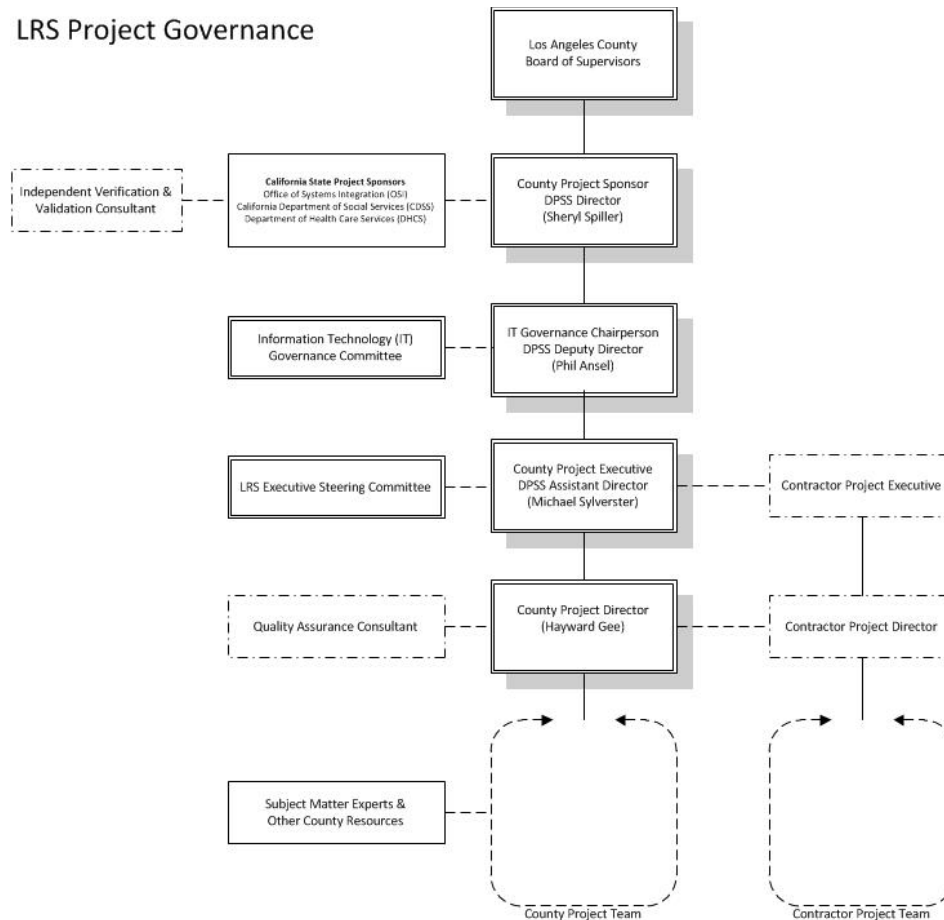 LRS Project Governance
Los Angeles County
Board of Supervisors
Independent Verification &
Validation Consultant
California State Project Sponsors
Office of Systems Integration (OSI)
California Department of Social Services (CDSS)
Department of Health Care Services (DHCS)
County Project Sponsor
DPSS Director
(Sheryl Spiller)
Information Technology (IT)
Governance Committee
IT Governance Chairperson
DPSS Deputy Director
(Phil Ansel)
LRS Executive Steering Committee
County Project Executive
DPSS Assistant Director
(Michael Sylverster)
Contractor Project Executive
Quality Assurance Consultant
County Project Director
(Hayward Gee)
Contractor Project Director
Subject Matter Experts &
Other County Resources
County Project Team
Contractor Project Team